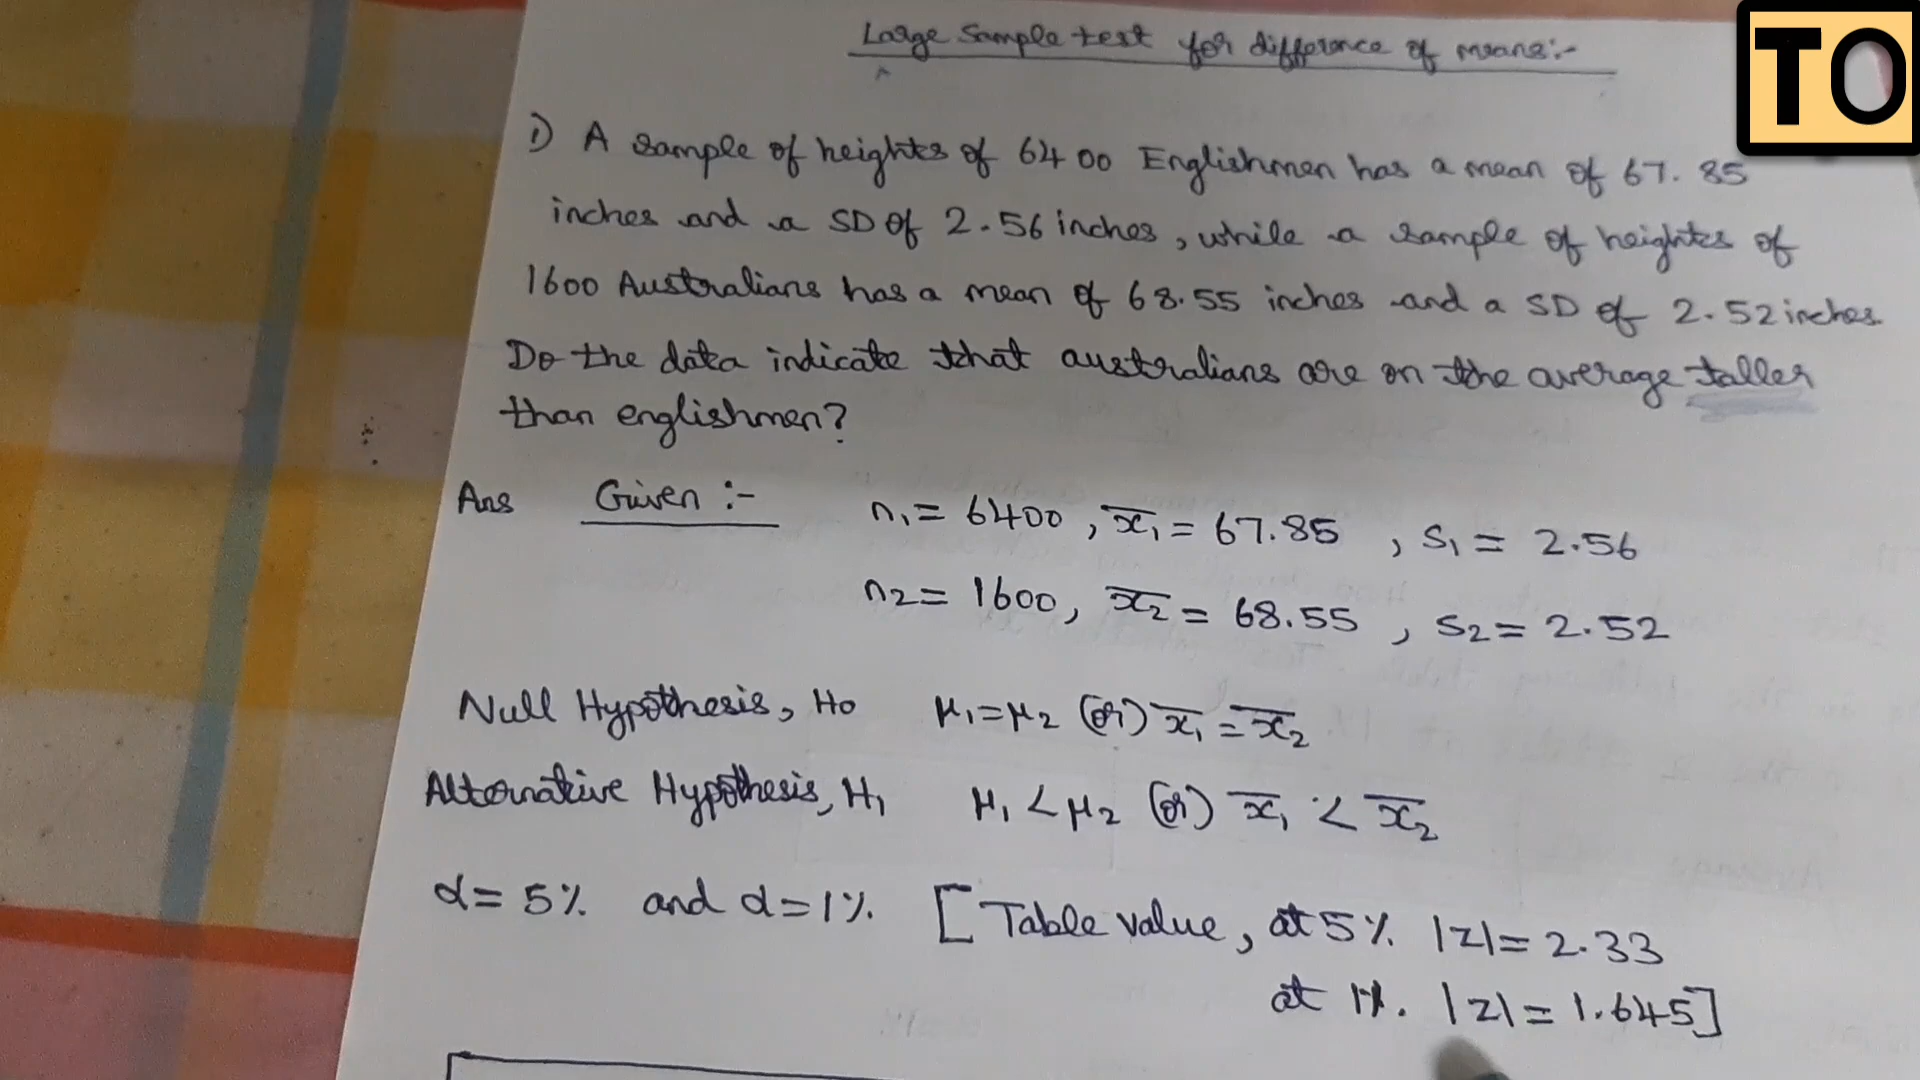 TO
Large Sample test for difference of means:-
1) A sample of heights of 6400 Englishmen has a mean of 67.85
inches and a SD of 2.56 inches, while a sample of heights of
1600 Australians has a mean of 68.55 inches and a SD of 2.52 inches.
Do the data indicate that australians are on the average taller
than englishmen?
Ans Given :- n₁ = 6400, x̄₁ = 67.85, S₁ = 2.56
n₂ = 1600, x̄₂ = 68.55, S₂ = 2.52
Null Hypothesis, H₀ μ₁=μ₂ (or) x̄₁ = x̄₂
Alternative Hypothesis, H₁ μ₁ < μ₂ (or) x̄₁ < x̄₂
α = 5% and α = 1% [Table value, at 5% |Z| = 2.33
at 1%. |Z| = 1.645]